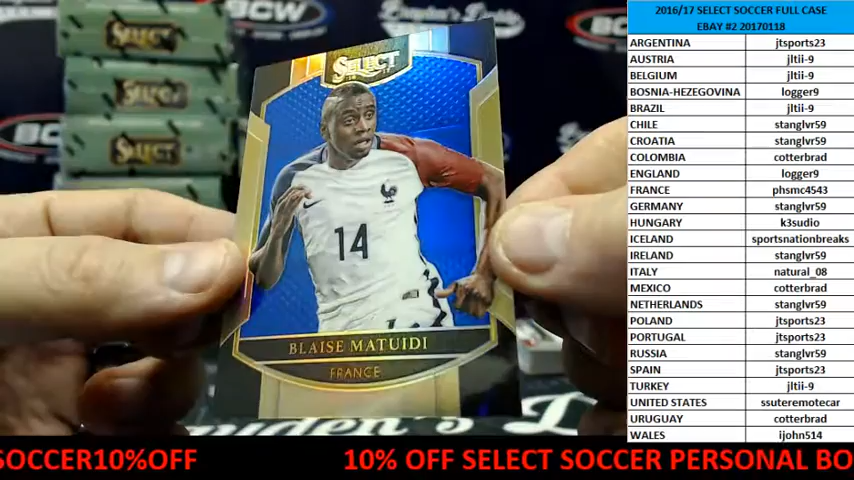 2016/17 SELECT SOCCER FULL CASE
EBAY #2 20170118
ARGENTINA jtsports23
AUSTRIA jltii-9
BELGIUM jltii-9
BOSNIA-HEZEGOVINA logger9
BRAZIL jltii-9
CHILE stanglvr59
CROATIA stanglvr59
COLOMBIA cotterbrad
ENGLAND logger9
FRANCE phsmc4543
GERMANY stanglvr59
HUNGARY k3sudio
ICELAND sportsnationbreaks
IRELAND stanglvr59
ITALY natural_08
MEXICO cotterbrad
NETHERLANDS stanglvr59
POLAND jtsports23
PORTUGAL jtsports23
RUSSIA stanglvr59
SPAIN jtsports23
TURKEY jltii-9
UNITED STATES ssuteremotecar
URUGUAY cotterbrad
WALES ijohn514
SELECT
SELECT
SELECT
SELECT
BCW
BCW
14
BLAISE MATUIDI
FRANCE
SOCCER10%OFF 10% OFF SELECT SOCCER PERSONAL BO